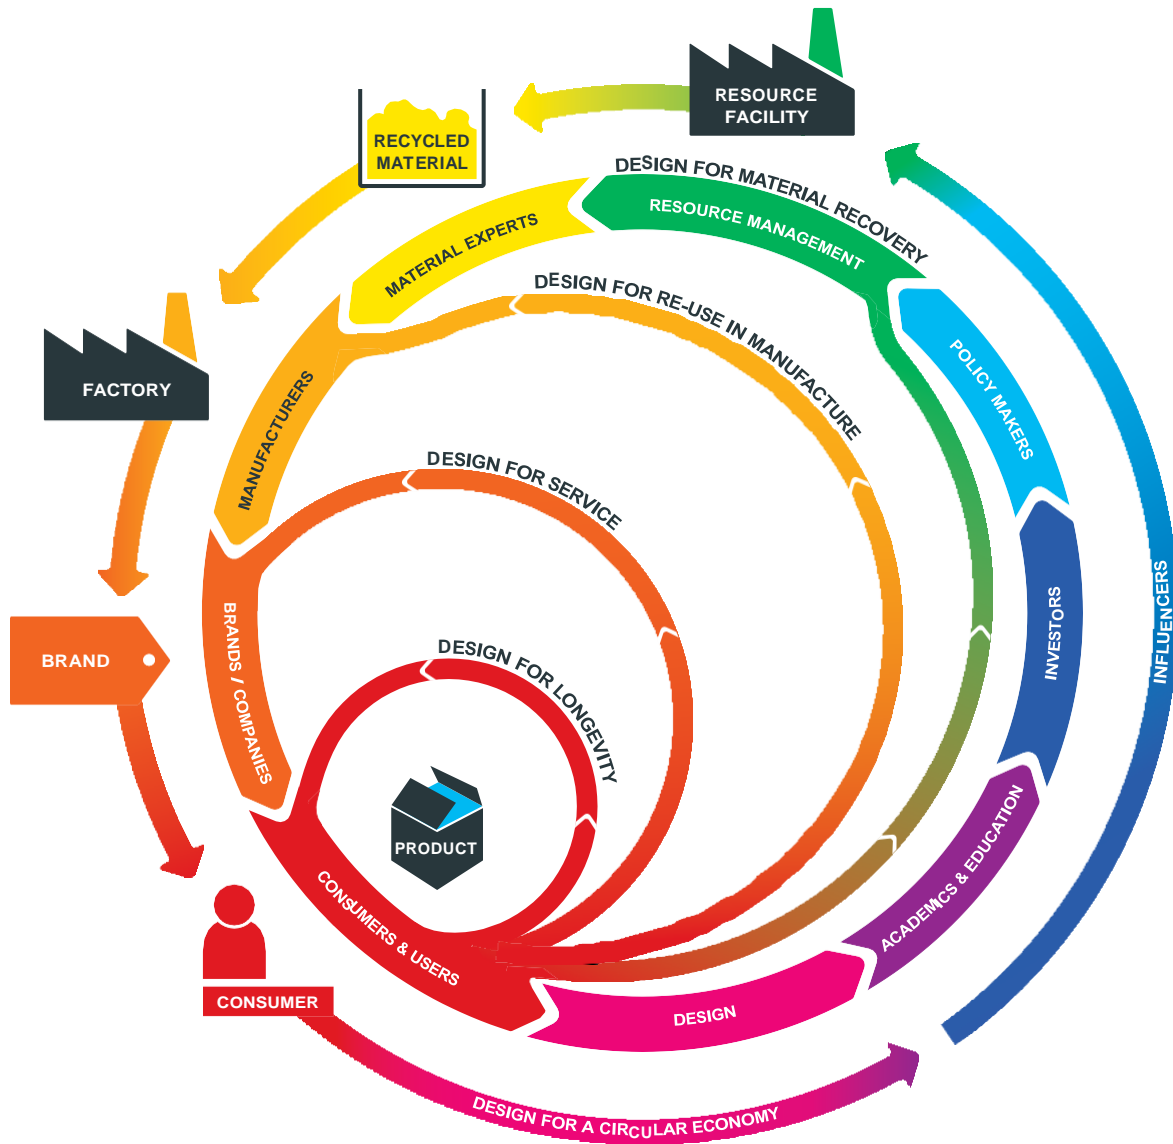 RESOURCE
FACILITY
RECYCLED
MATERIAL
DESIGN FOR MATERIAL RECOVERY
RESOURCE MANAGEMENT
MATERIAL EXPERTS
DESIGN FOR RE-USE IN MANUFACTURE
POLICY MAKERS
FACTORY
MANUFACTURERS
DESIGN FOR SERVICE
INVESTORS
INFLUENCERS
BRAND
BRANDS / COMPANIES
DESIGN FOR LONGEVITY
PRODUCT
ACADEMICS & EDUCATION
CONSUMERS & USERS
CONSUMER
DESIGN
DESIGN FOR A CIRCULAR ECONOMY